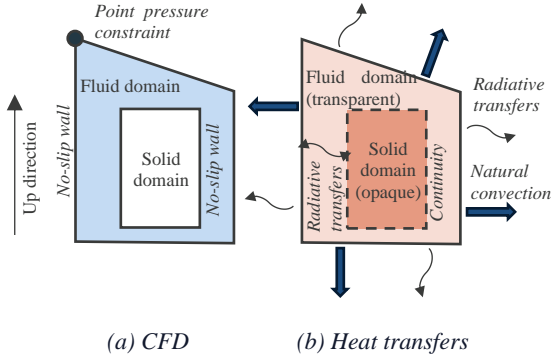 Point pressure
constraint
Fluid domain
No-slip wall
Up direction
Solid
domain
No-slip wall
Fluid domain
(transparent)
Radiative
transfers
Solid
domain
(opaque)
Radiative
transfers
Continuity
Natural
convection
(a) CFD
(b) Heat transfers